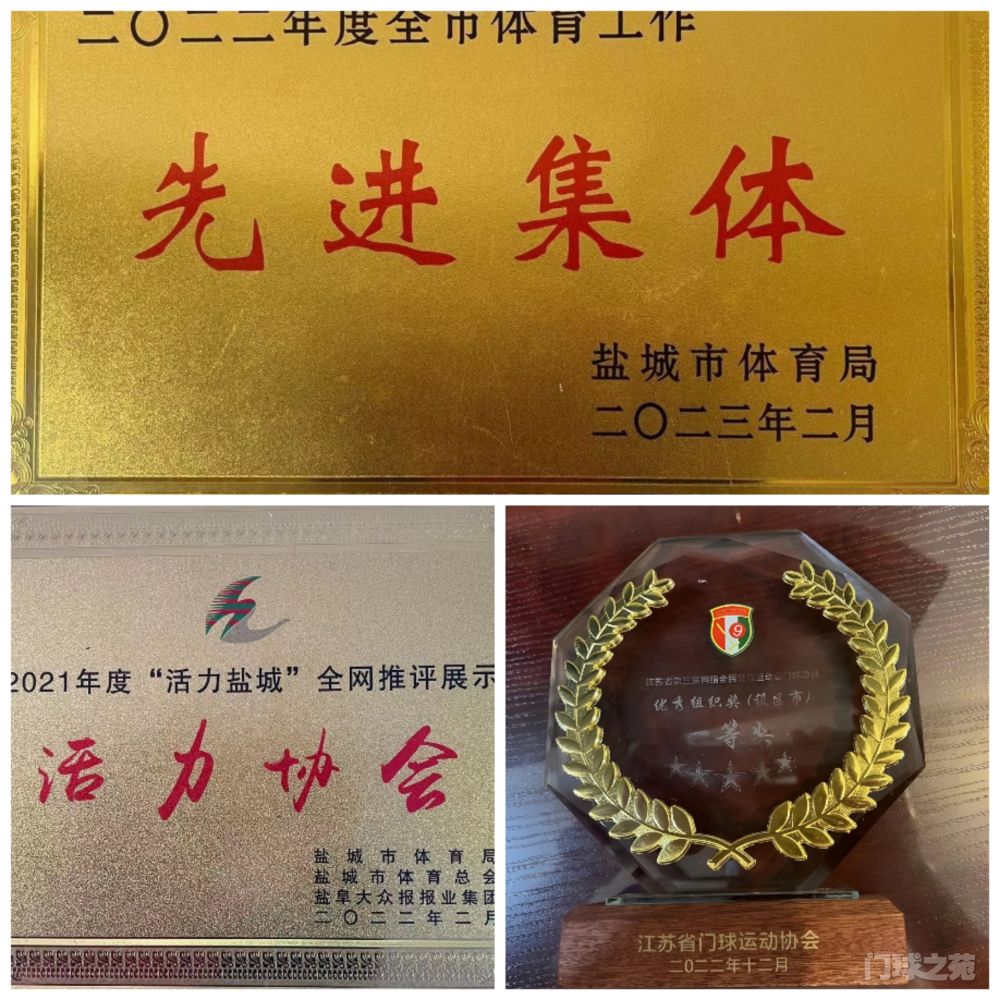 二〇二二年度全市体育工作
先进集体
盐城市体育局
二〇二三年二月
2021年度“活力盐城”全网推评展示
活力协会
盐城市体育局
盐城市体育总会
盐阜大众报报业集团
二〇二二年二月
9
优秀组织奖(设区市)
一等奖
江苏省门球运动协会
二〇二二年十二月
门球之苑